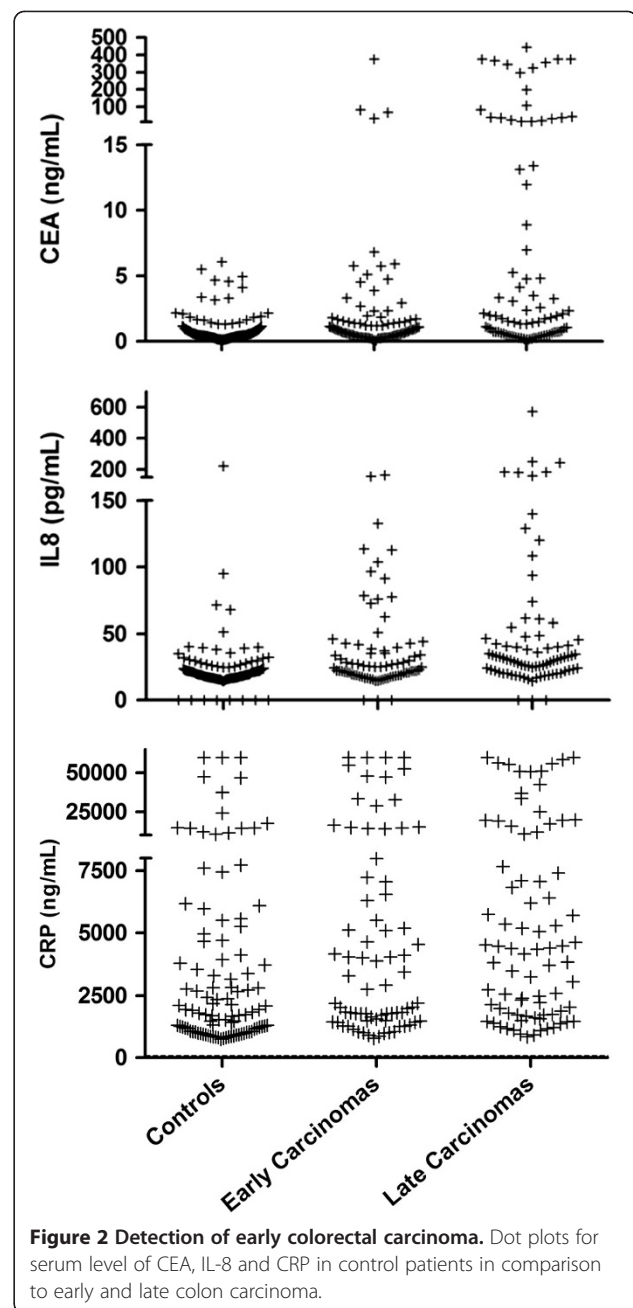 500
400
300
200
100
15
10
5
0
CEA (ng/mL)
600
400
200
150
100
50
0
IL8 (pg/mL)
50000
25000
7500
5000
2500
0
CRP (ng/mL)
Controls
Early Carcinomas
Late Carcinomas
Figure 2 Detection of early colorectal carcinoma. Dot plots for
serum level of CEA, IL-8 and CRP in control patients in comparison
to early and late colon carcinoma.